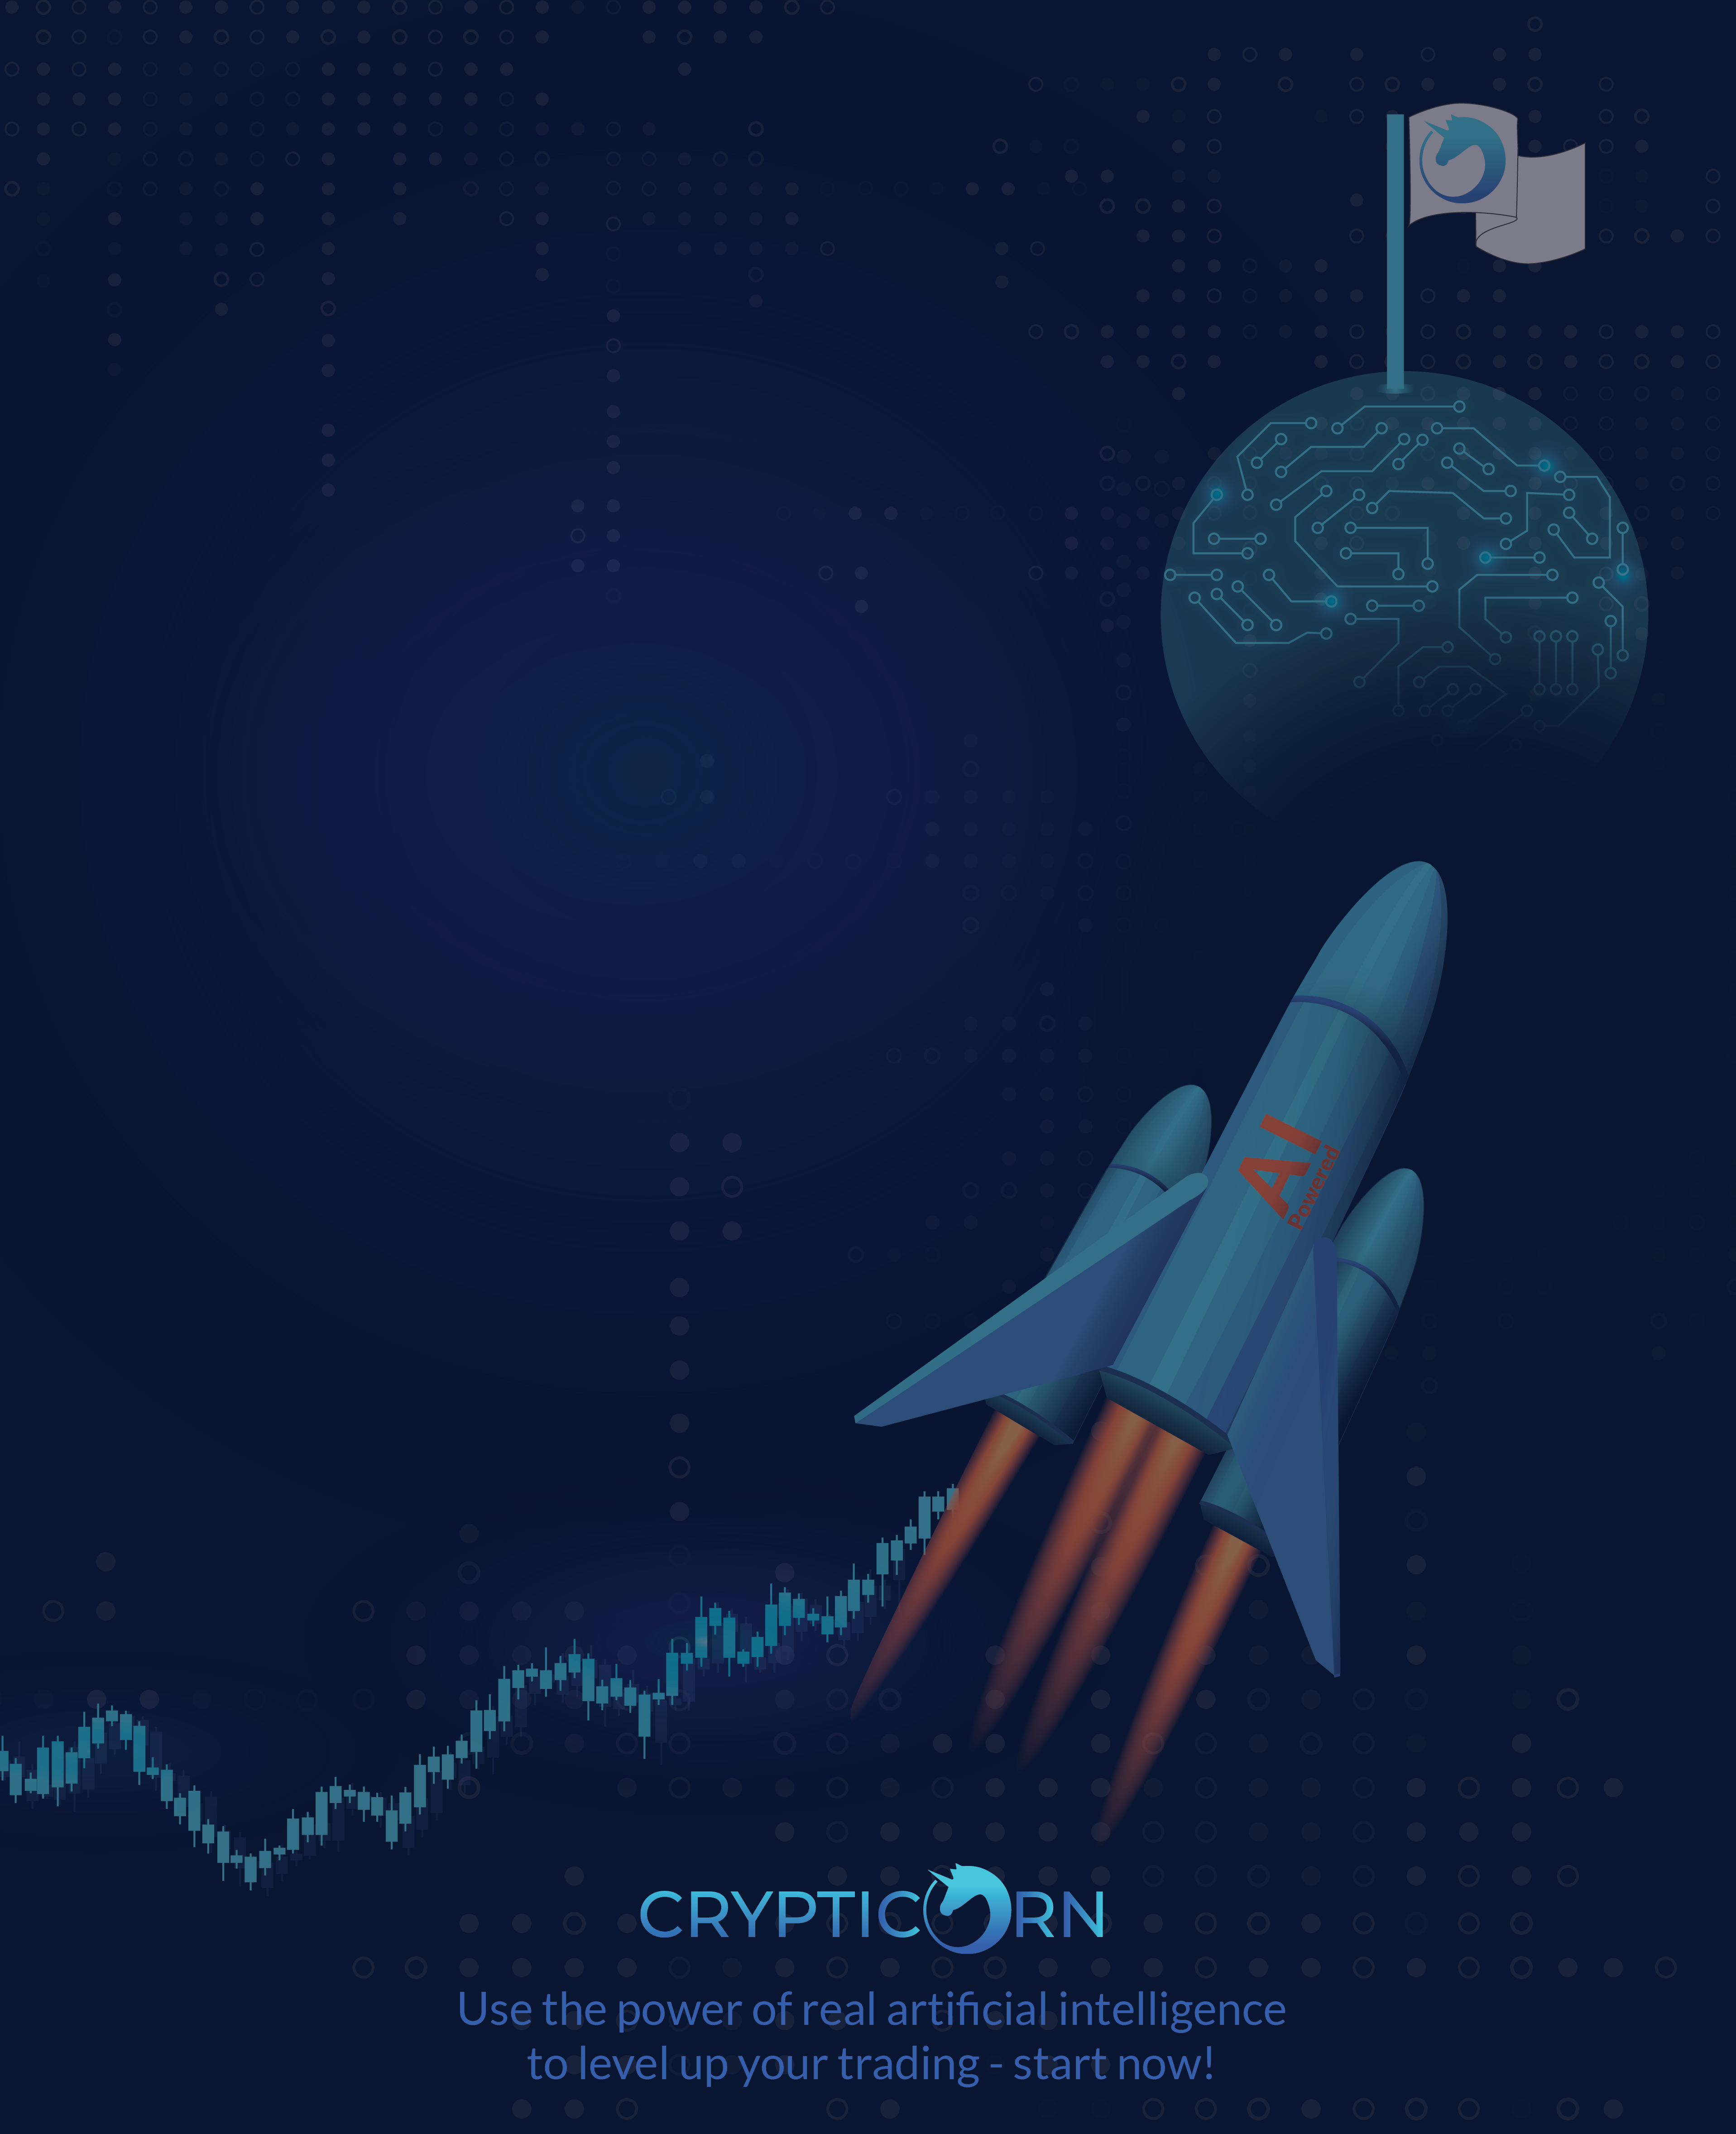 AI
Powered
CRYPTICORN
Use the power of real artificial intelligence
to level up your trading - start now!